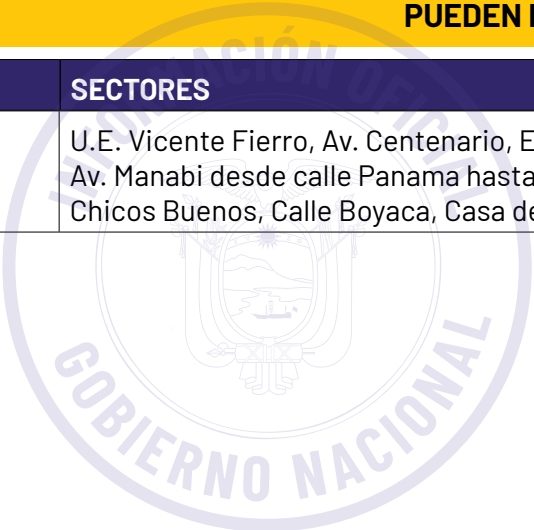 PUEDEN
SECTORES
U.E. Vicente Fierro, Av. Centenario,
Av. Manabi desde calle Panama hasta
Chicos Buenos, Calle Boyaca, Casa
INFORMACIÓN OFICIAL
GOBIERNO NACIONAL